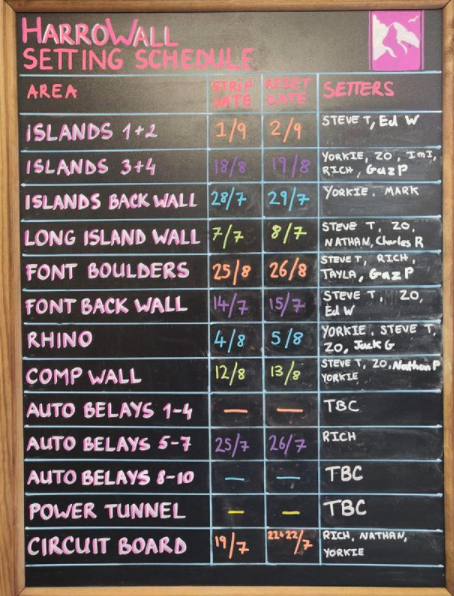 HARROWALL
SETTING SCHEDULE
AREA STRIP DATE RESET DATE SETTERS
ISLANDS 1+2 1/9 2/9 STEVE T, Ed W
ISLANDS 3+4 18/8 19/8 YORKIE, ZO, ImI,
RICH, Gaz P
ISLANDS BACK WALL 28/7 29/7 YORKIE, MARK
LONG ISLAND WALL 7/7 8/7 STEVE T, ZO,
NATHAN, Charles R
FONT BOULDERS 25/8 26/8 STEVE T, RICH,
TAYLA, Gaz P
FONT BACK WALL 14/7 15/7 STEVE T, ZO,
Ed W
RHINO 4/8 5/8 YORKIE, STEVE T,
ZO, Jack G
COMP WALL 12/8 13/8 STEVE T, ZO, Nathan P
YORKIE
AUTO BELAYS 1-4 — — TBC
AUTO BELAYS 5-7 25/7 26/7 RICH
AUTO BELAYS 8-10 — — TBC
POWER TUNNEL — — TBC
CIRCUIT BOARD 19/7 /7 RICH, NATHAN,
YORKIE